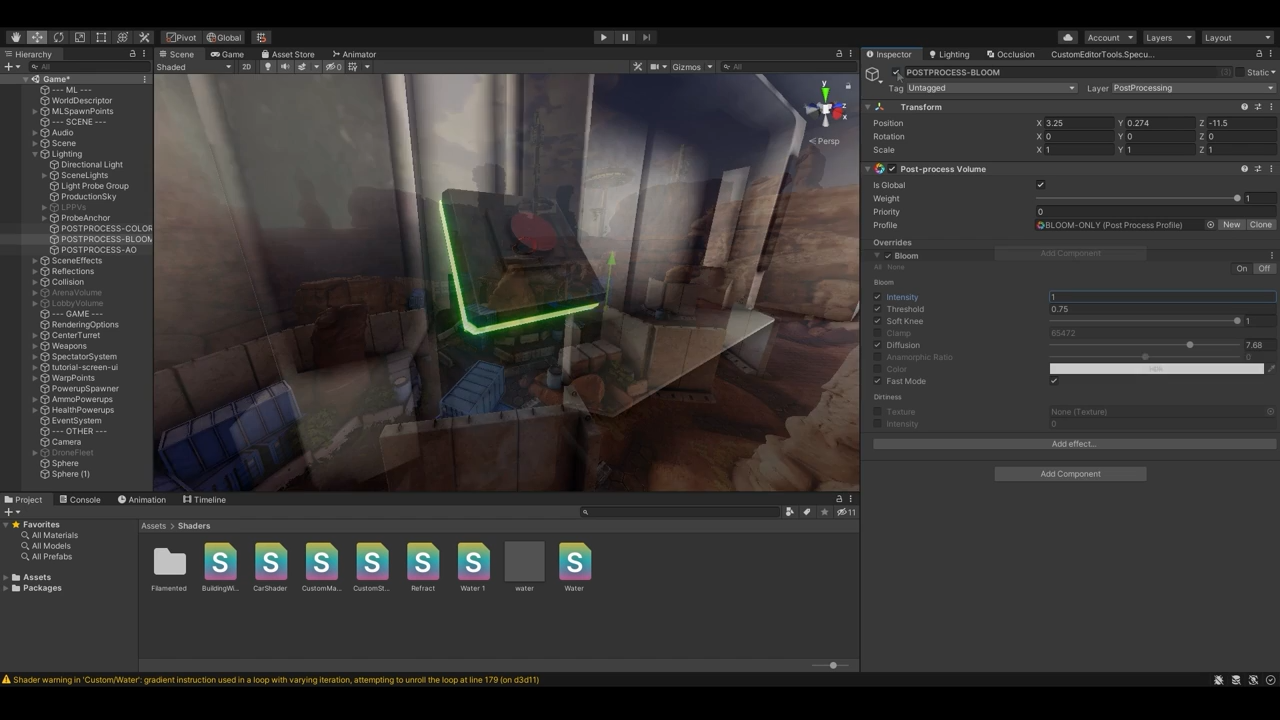 Pivot Global Account Layers Layout
Hierarchy Scene Game Asset Store Animator Inspector Lighting Occlusion CustomEditorTools.Specu...
All Shaded 2D 0 Gizmos All
POSTPROCESS-BLOOM Static
Tag Untagged Layer PostProcessing
Game*
--- ML ---
WorldDescriptor
MLSpawnPoints
--- SCENE ---
Audio
Scene
Lighting
Directional Light
SceneLights
Light Probe Group
ProductionSky
LPPVs
ProbeAnchor
POSTPROCESS-COLOR
POSTPROCESS-BLOOM
POSTPROCESS-AO
SceneEffects
Reflections
Collision
ArenaVolume
LobbyVolume
--- GAME ---
RenderingOptions
CenterTurret
Weapons
SpectatorSystem
tutorial-screen-ui
WarpPoints
PowerupSpawner
AmmoPowerups
HealthPowerups
EventSystem
--- OTHER ---
Camera
DroneFleet
Sphere
Sphere (1)
y
z
x
Persp
Transform
Position X 3.25 Y 0.274 Z -11.5
Rotation X 0 Y 0 Z 0
Scale X 1 Y 1 Z 1
Post-process Volume
Is Global
Weight 1
Priority 0
Profile BLOOM-ONLY (Post Process Profile) New Clone
Overrides
Add Component
Bloom
All None On Off
Bloom
Intensity 1
Threshold 0.75
Soft Knee 1
Clamp 65472
Diffusion 7.68
Anamorphic Ratio 0
Color HDR
Fast Mode
Dirtiness
Texture None (Texture)
Intensity 0
Add effect...
Add Component
Project Console Animation Timeline
11
Favorites
All Materials
All Models
All Prefabs
Assets
Packages
Assets > Shaders
Filamented BuildingWi... CarShader CustomMa... CustomSt... Refract Water 1 water Water
Shader warning in 'Custom/Water': gradient instruction used in a loop with varying iteration, attempting to unroll the loop at line 179 (on d3d11)